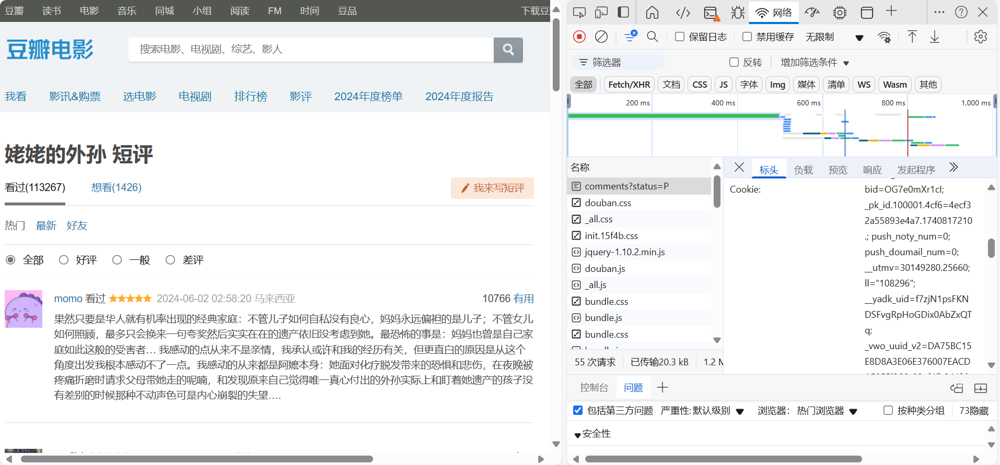 豆瓣 读书 电影 音乐 同城 小组 阅读 FM 时间 豆品 下载豆
豆瓣电影
搜索电影、电视剧、综艺、影人
我看 影讯&购票 选电影 电视剧 排行榜 影评 2024年度榜单 2024年度报告
姥姥的外孙 短评
看过(113267) 想看(1426) 我来写短评
热门 最新 好友
全部 好评 一般 差评
momo 看过 2024-06-02 02:58:20 马来西亚 10766 有用
果然只要是华人就有机率出现的经典家庭：不管儿子如何自私没有良心，妈妈永远偏袒的是儿子；不管女儿
如何照顾，最多只会换来一句夸奖然后实实在在的遗产依旧没考虑到她。最恐怖的事是：妈妈也曾是自己家
庭如此这般的受害者… 我感动的点从来不是亲情，我承认或许和我的经历有关，但更直白的原因是从这个
角度出发我根本感动不了一点。我感动的从来都是阿嬷本身：她面对化疗脱发带来的恐惧和悲伤，在夜晚被
疼痛折磨时请求父母带她走的呢喃，和发现原来自己觉得唯一真心付出的外孙实际上和盯着她遗产的孩子没
有差别的时候那种不动声色可是内心崩裂的失望....
网络
保留日志 禁用缓存 无限制
筛选器 反转 增加筛选条件
全部 Fetch/XHR 文档 CSS JS 字体 Img 媒体 清单 WS Wasm 其他
200 ms 400 ms 600 ms 800 ms 1,000 ms
名称
comments?status=P
douban.css
_all.css
init.15f4b.css
jquery-1.10.2.min.js
douban.js
_all.js
bundle.css
bundle.js
bundle.css
55 次请求 已传输20.3 kB 1.2 M
标头 负载 预览 响应 发起程序
Cookie:
bid=OG7e0mXr1cI;
_pk_id.100001.4cf6=4ecf3
2a55893e4a7.1740817210
.; push_noty_num=0;
push_doumail_num=0;
__utmv=30149280.25660;
ll="108296";
__yadk_uid=f7zjN1psFKN
DSFvgRpHoGDix0AbZxQT
q;
_vwo_uuid_v2=DA75BC15
E8D8A3E06E376007EACD
控制台 问题
包括第三方问题 严重性: 默认级别 浏览器： 热门浏览器 按种类分组 73隐藏
安全性